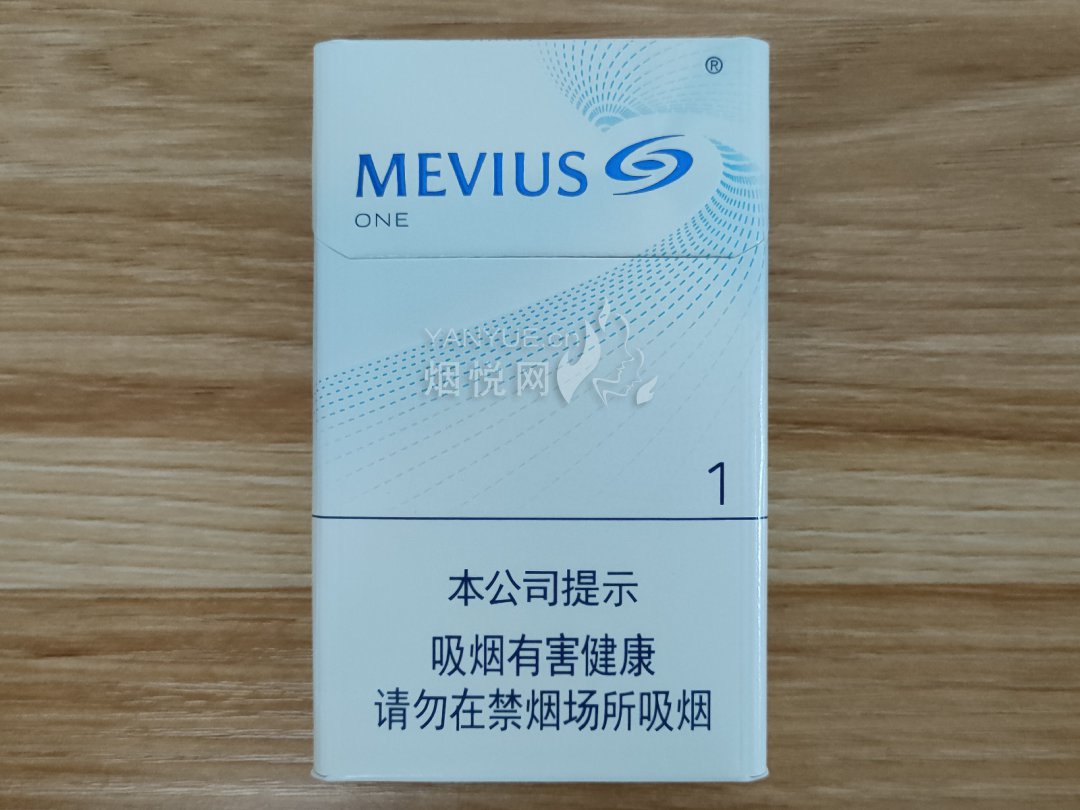 ®
MEVIUS
ONE
YANYUE.cn
烟悦网
1
本公司提示
吸烟有害健康
请勿在禁烟场所吸烟